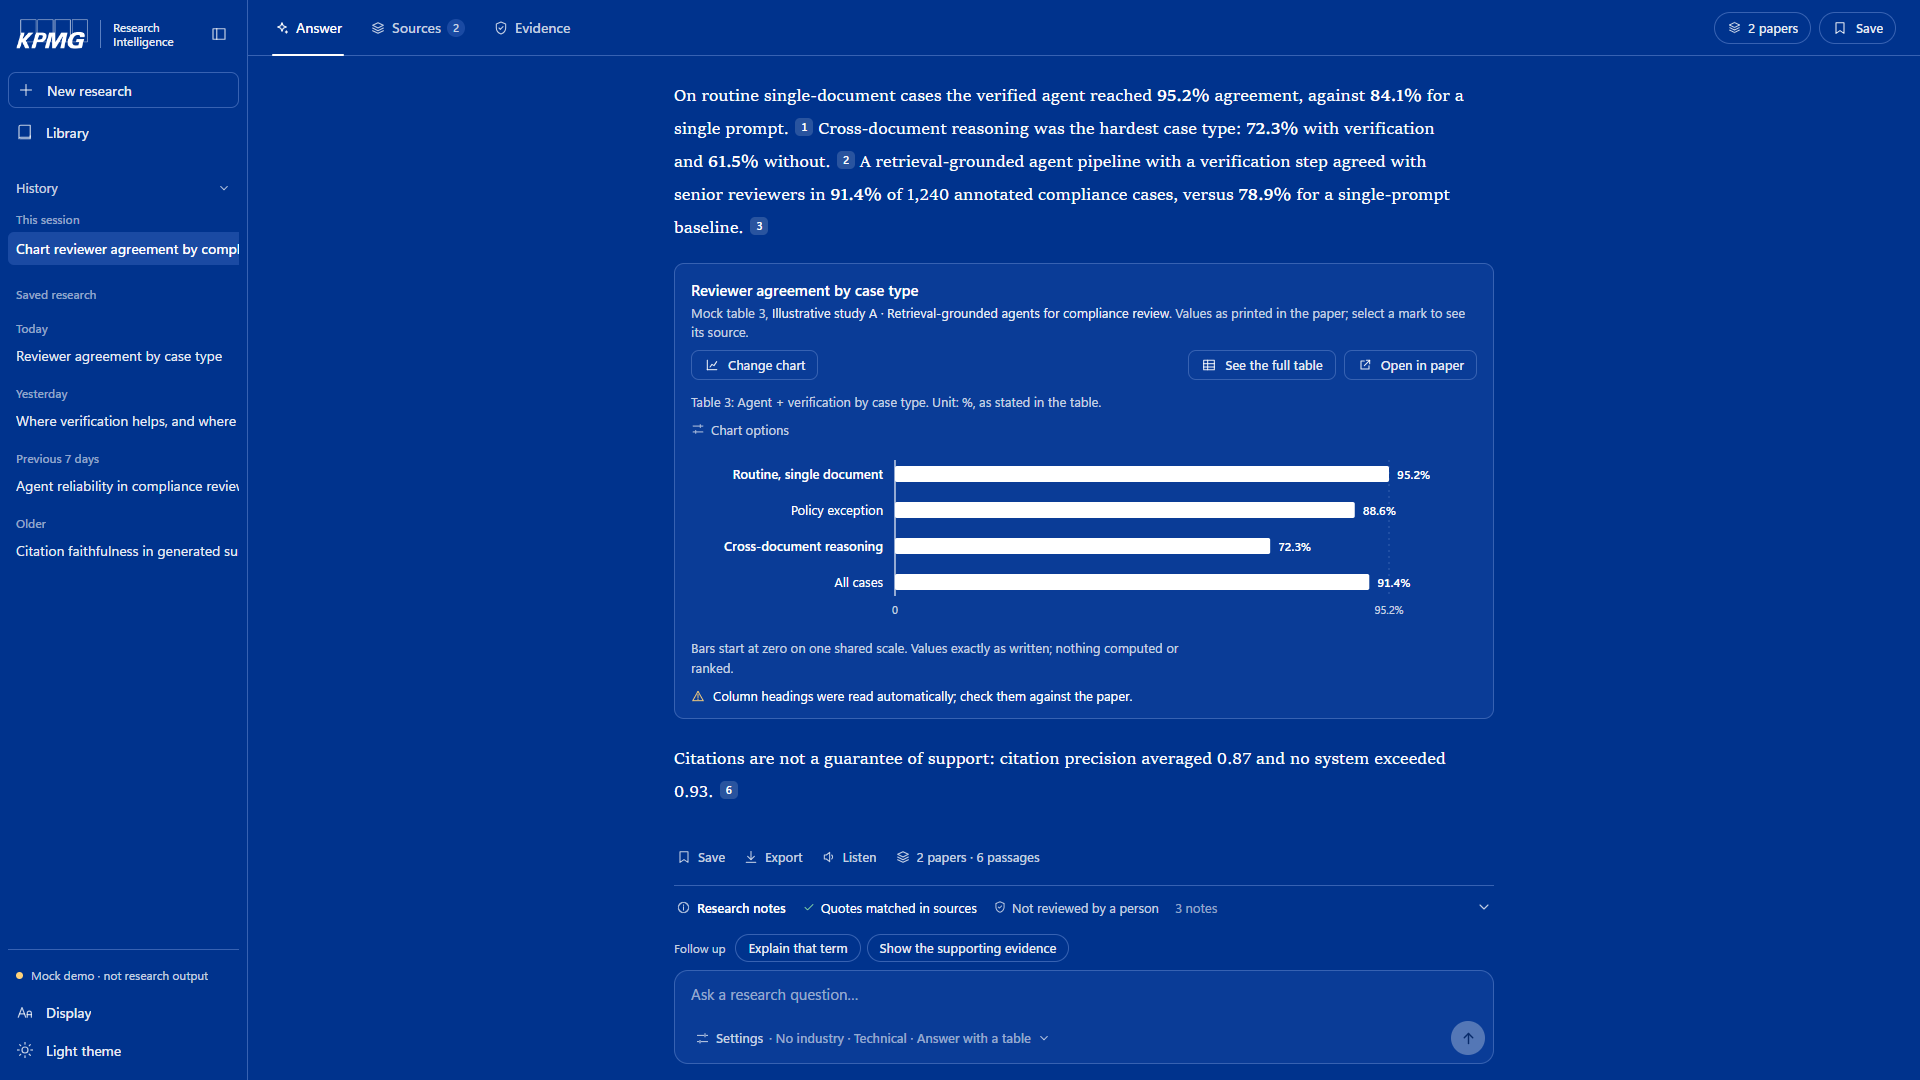 KPMG
Research
Intelligence
New research
Library
History
This session
Chart reviewer agreement by compl
Saved research
Today
Reviewer agreement by case type
Yesterday
Where verification helps, and where
Previous 7 days
Agent reliability in compliance review
Older
Citation faithfulness in generated su
Mock demo · not research output
Display
Light theme
Answer
Sources 2
Evidence
2 papers
Save
On routine single-document cases the verified agent reached 95.2% agreement, against 84.1% for a
single prompt. 1 Cross-document reasoning was the hardest case type: 72.3% with verification
and 61.5% without. 2 A retrieval-grounded agent pipeline with a verification step agreed with
senior reviewers in 91.4% of 1,240 annotated compliance cases, versus 78.9% for a single-prompt
baseline. 3
Reviewer agreement by case type
Mock table 3, Illustrative study A · Retrieval-grounded agents for compliance review. Values as printed in the paper; select a mark to see
its source.
Change chart
See the full table
Open in paper
Table 3: Agent + verification by case type. Unit: %, as stated in the table.
Chart options
Routine, single document 95.2%
Policy exception 88.6%
Cross-document reasoning 72.3%
All cases 91.4%
0 95.2%
Bars start at zero on one shared scale. Values exactly as written; nothing computed or
ranked.
Column headings were read automatically; check them against the paper.
Citations are not a guarantee of support: citation precision averaged 0.87 and no system exceeded
0.93. 6
Save
Export
Listen
2 papers · 6 passages
Research notes
Quotes matched in sources
Not reviewed by a person
3 notes
Follow up
Explain that term
Show the supporting evidence
Ask a research question...
Settings · No industry · Technical · Answer with a table